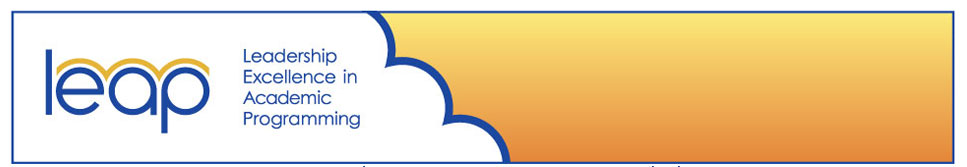 leap
Leadership
Excellence in
Academic
Programming